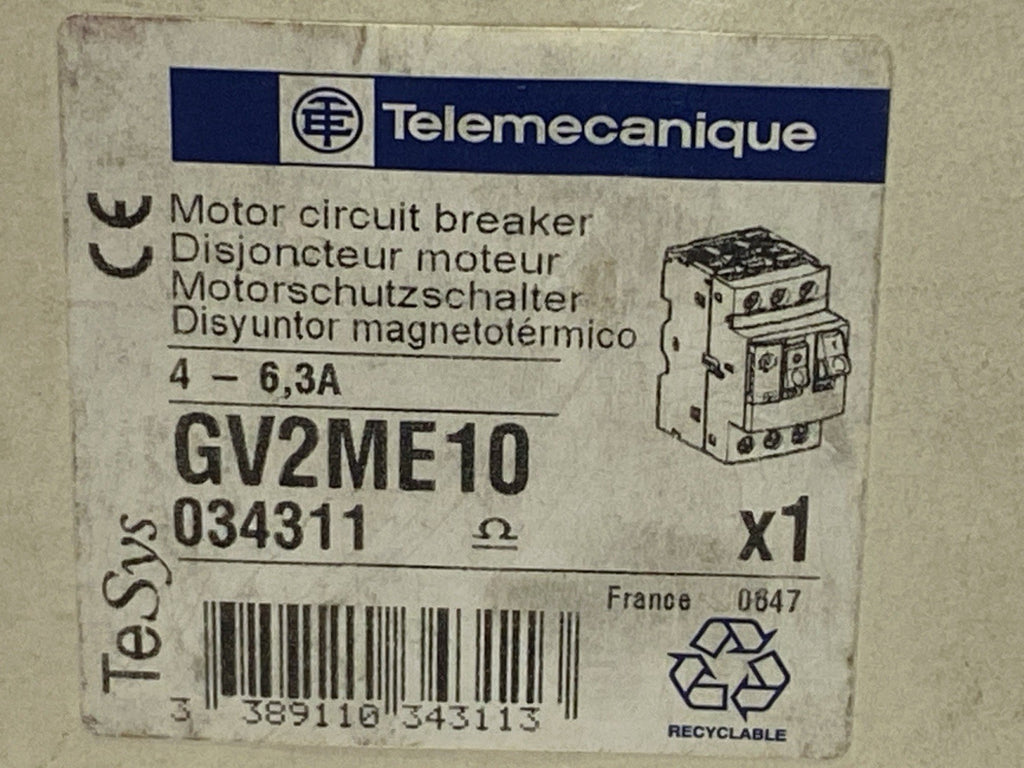 Telemecanique
CE
Motor circuit breaker
Disjoncteur moteur
Motorschutzschalter
Disyuntor magnetotérmico
4 – 6,3A
GV2ME10
034311 Ω x1
TeSys
France 0647
3 389110 343113
RECYCLABLE